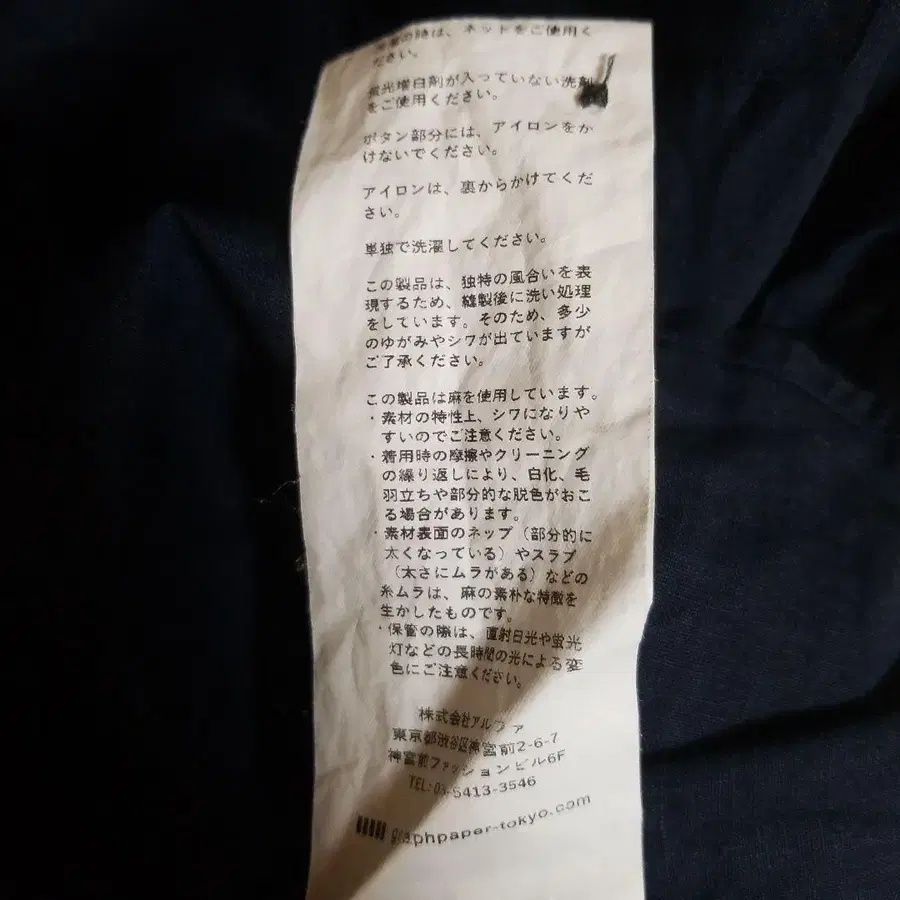 洗濯の時は、ネットをご使用く
ださい。
蛍光増白剤が入っていない洗剤
をご使用ください。
ボタン部分には、アイロンをか
けないでください。
アイロンは、裏からかけてくだ
さい。
単独で洗濯してください。
この製品は、独特の風合いを表
現するため、縫製後に洗い処理
をしています。そのため、多少
のゆがみやシワが出ていますが
ご了承ください。
この製品は麻を使用しています。
・素材の特性上、シワになりや
すいのでご注意ください。
・着用時の摩擦やクリーニング
の繰り返しにより、白化、毛
羽立ちや部分的な脱色がおこ
る場合があります。
・素材表面のネップ（部分的に
太くなっている）やスラブ
（太さにムラがある）などの
糸ムラは、麻の素朴な特徴を
生かしたものです。
・保管の際は、直射日光や蛍光
灯などの長時間の光による変
色にご注意ください。
株式会社アルファ
東京都渋谷区神宮前2-6-7
神宮前ファッションビル6F
TEL:03-5413-3546
graphpaper-tokyo.com